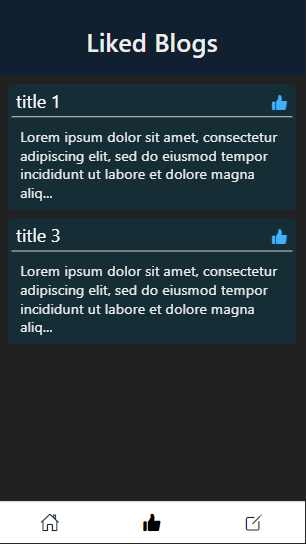 Liked Blogs
title 1
Lorem ipsum dolor sit amet, consectetur
adipiscing elit, sed do eiusmod tempor
incididunt ut labore et dolore magna
aliq...
title 3
Lorem ipsum dolor sit amet, consectetur
adipiscing elit, sed do eiusmod tempor
incididunt ut labore et dolore magna
aliq...